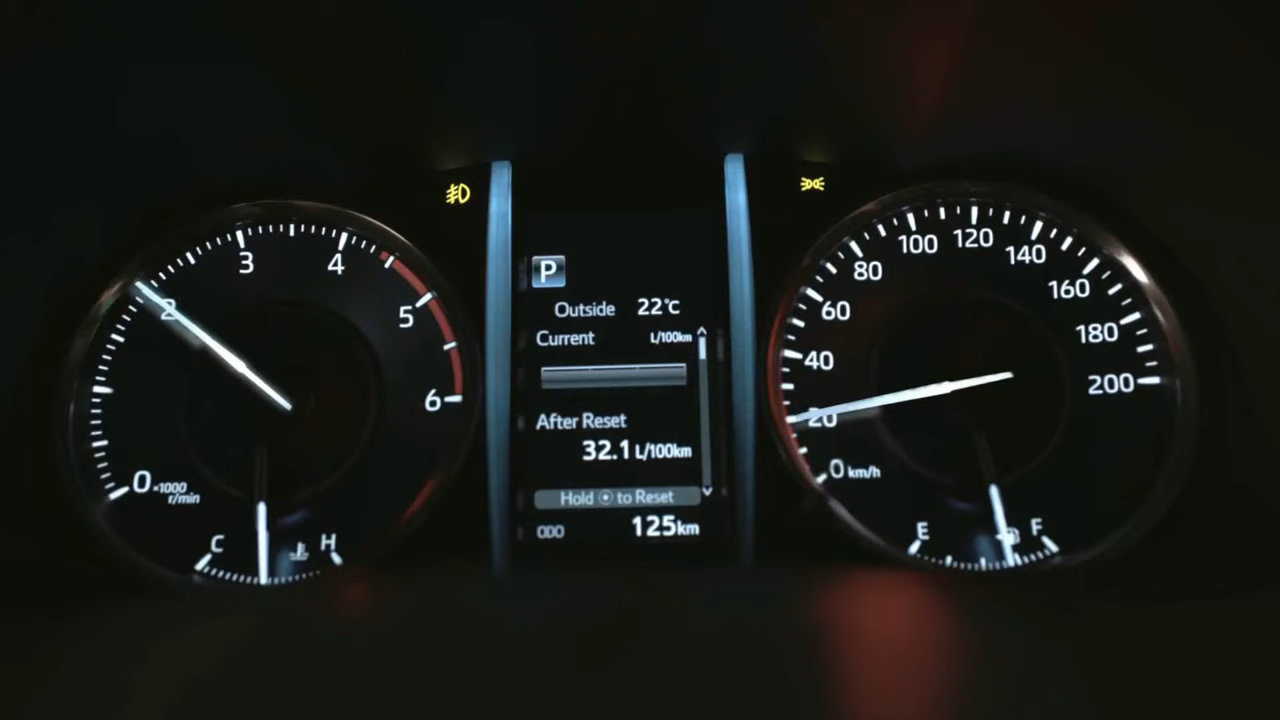 2
3
4
5
6
0 ×1000
r/min
C
H
P
Outside 22°C
Current L/100km
After Reset
32.1 L/100km
Hold to Reset
ODO 125km
0 km/h
20
40
60
80
100
120
140
160
180
200
E
F